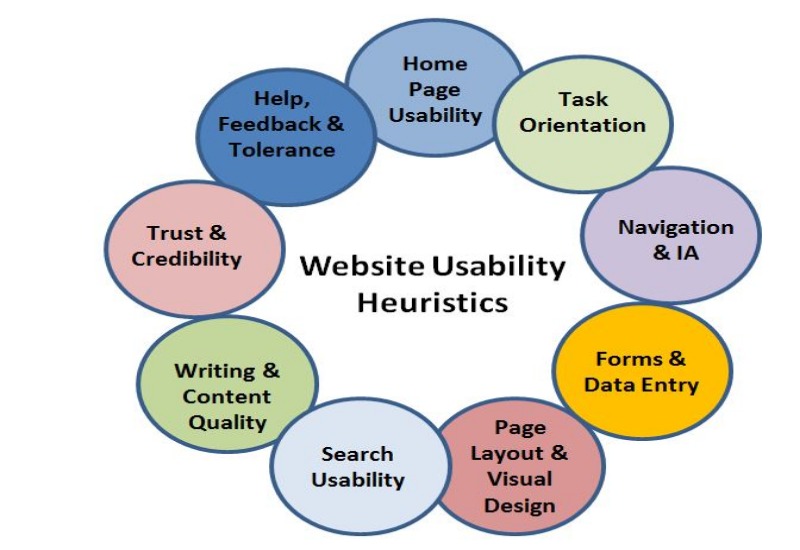 Home
Page
Usability
Task
Orientation
Navigation
& IA
Forms &
Data Entry
Page
Layout &
Visual
Design
Search
Usability
Writing &
Content
Quality
Trust &
Credibility
Help,
Feedback &
Tolerance
Website Usability
Heuristics